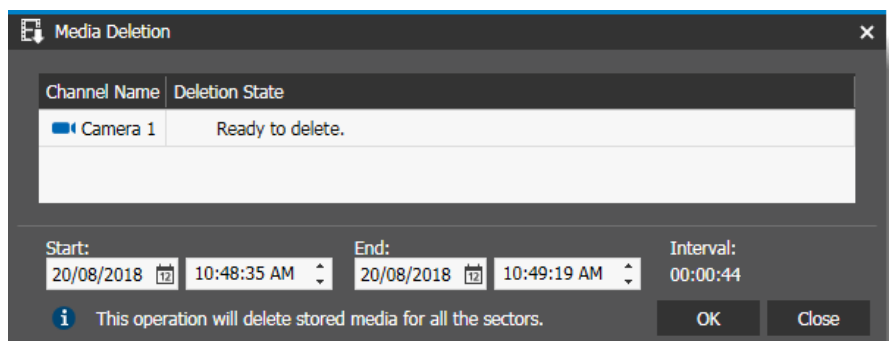 Media Deletion
Channel Name Deletion State
Camera 1 Ready to delete.
Start: End: Interval:
20/08/2018 12 10:48:35 AM 20/08/2018 12 10:49:19 AM 00:00:44
i This operation will delete stored media for all the sectors. OK Close